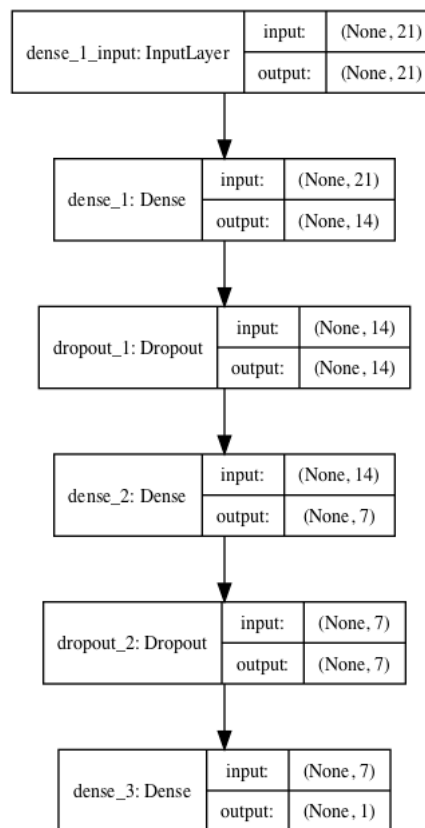 dense_1_input: InputLayer
input: (None, 21)
output: (None, 21)
dense_1: Dense
input: (None, 21)
output: (None, 14)
dropout_1: Dropout
input: (None, 14)
output: (None, 14)
dense_2: Dense
input: (None, 14)
output: (None, 7)
dropout_2: Dropout
input: (None, 7)
output: (None, 7)
dense_3: Dense
input: (None, 7)
output: (None, 1)